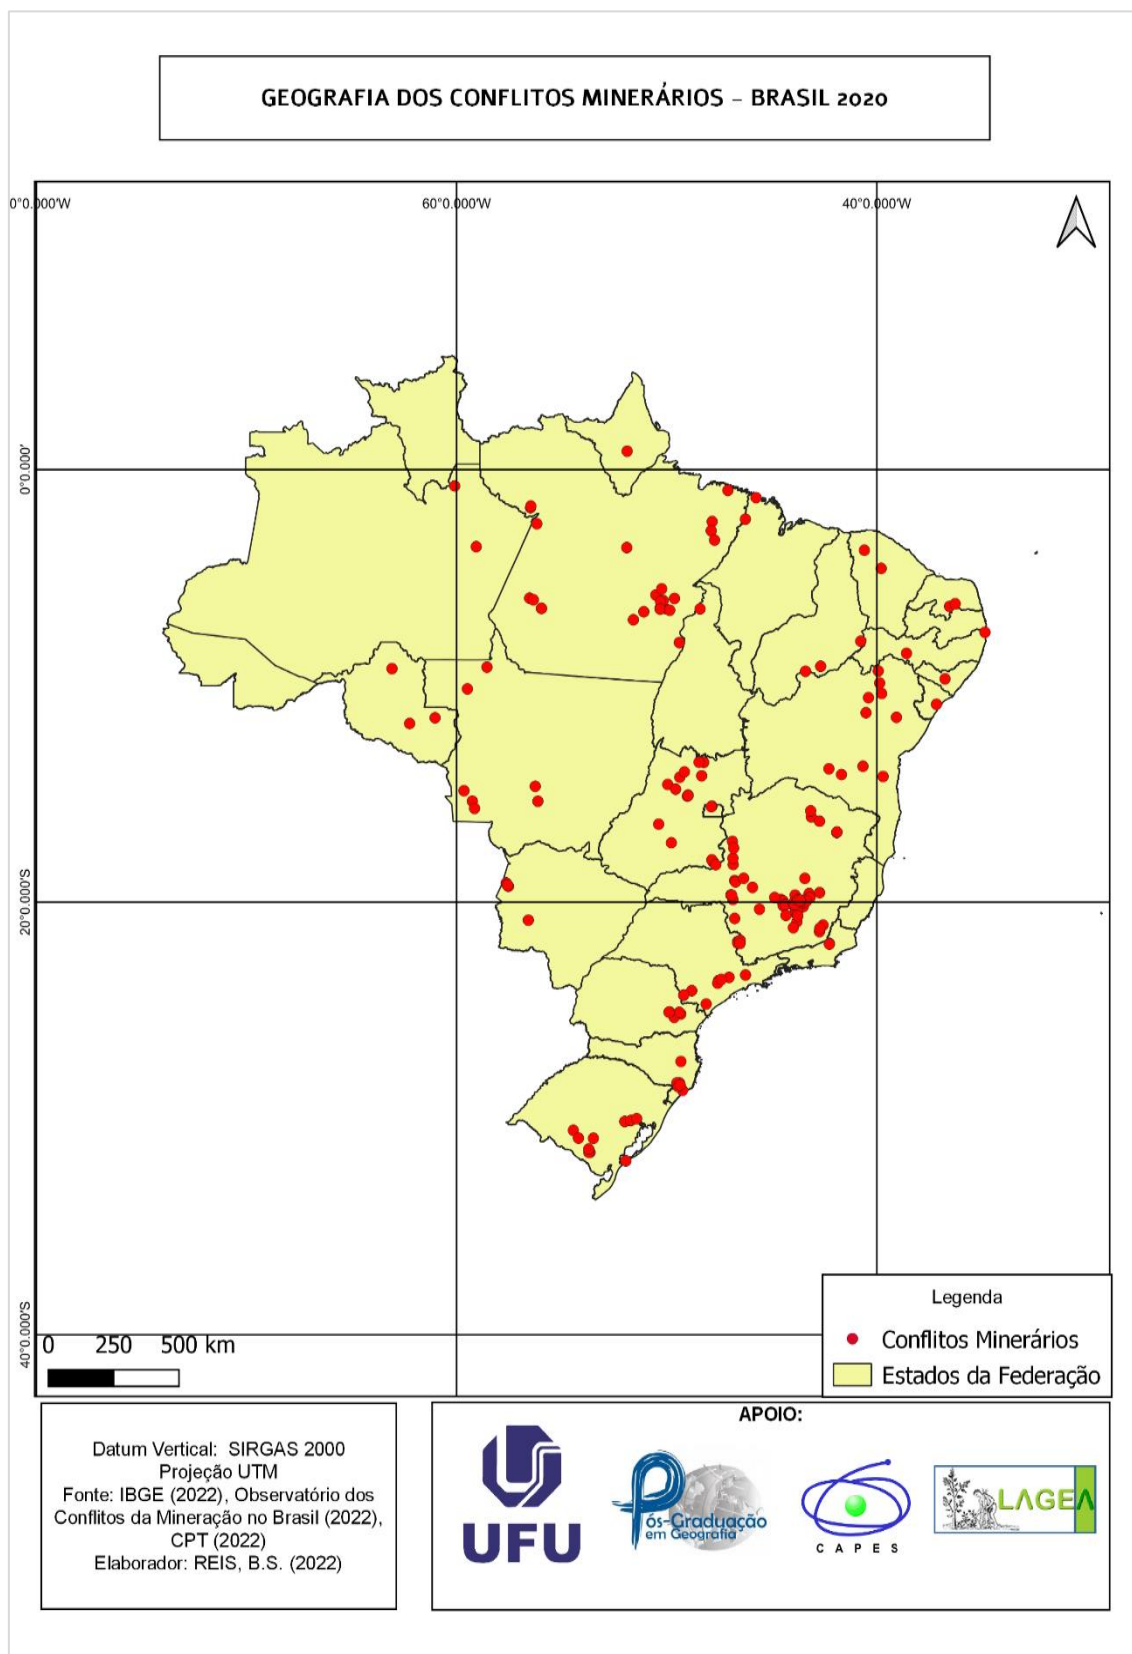 GEOGRAFIA DOS CONFLITOS MINERÁRIOS – BRASIL 2020
0°0.000'W
60°0.000'W
40°0.000'W
0°0.000'
20°0.000'S
40°0.000'S
0 250 500 km
Legenda
Conflitos Minerários
Estados da Federação
Datum Vertical: SIRGAS 2000
Projeção UTM
Fonte: IBGE (2022), Observatório dos
Conflitos da Mineração no Brasil (2022),
CPT (2022)
Elaborador: REIS, B.S. (2022)
APOIO:
UFU
Pós-Graduação
em Geografia
CAPES
LAGEA